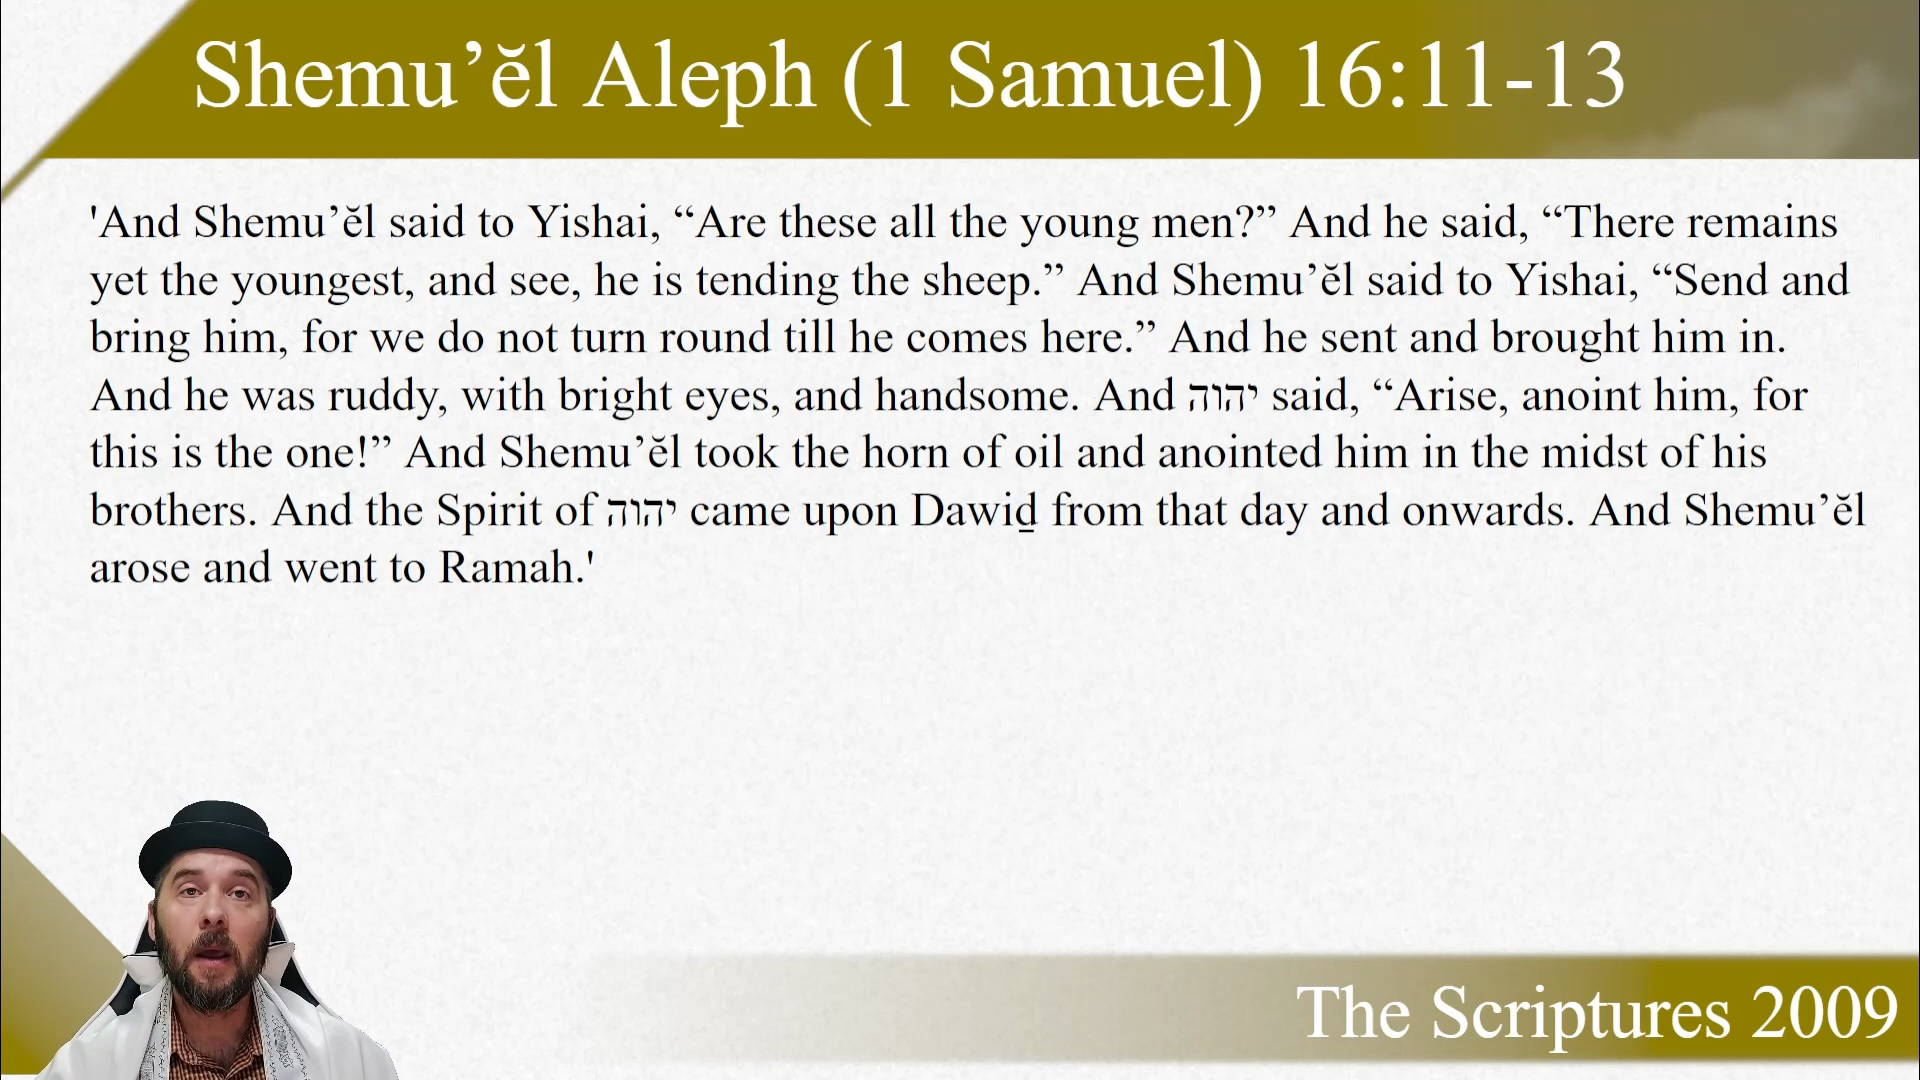 Shemu’ĕl Aleph (1 Samuel) 16:11-13
'And Shemu’ĕl said to Yishai, “Are these all the young men?” And he said, “There remains
yet the youngest, and see, he is tending the sheep.” And Shemu’ĕl said to Yishai, “Send and
bring him, for we do not turn round till he comes here.” And he sent and brought him in.
And he was ruddy, with bright eyes, and handsome. And יהוה said, “Arise, anoint him, for
this is the one!” And Shemu’ĕl took the horn of oil and anointed him in the midst of his
brothers. And the Spirit of יהוה came upon Dawiḏ from that day and onwards. And Shemu’ĕl
arose and went to Ramah.'
The Scriptures 2009